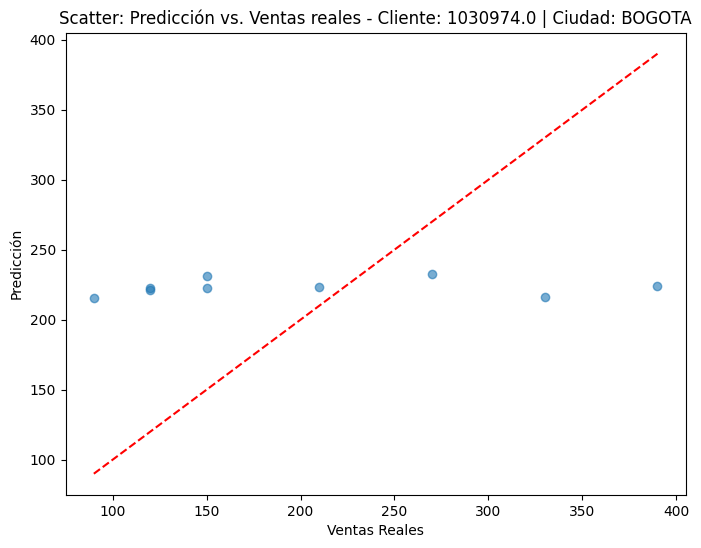 Scatter: Predicción vs. Ventas reales - Cliente: 1030974.0 | Ciudad: BOGOTA
400
350
300
250
200
150
100
Predicción
100 150 200 250 300 350 400
Ventas Reales